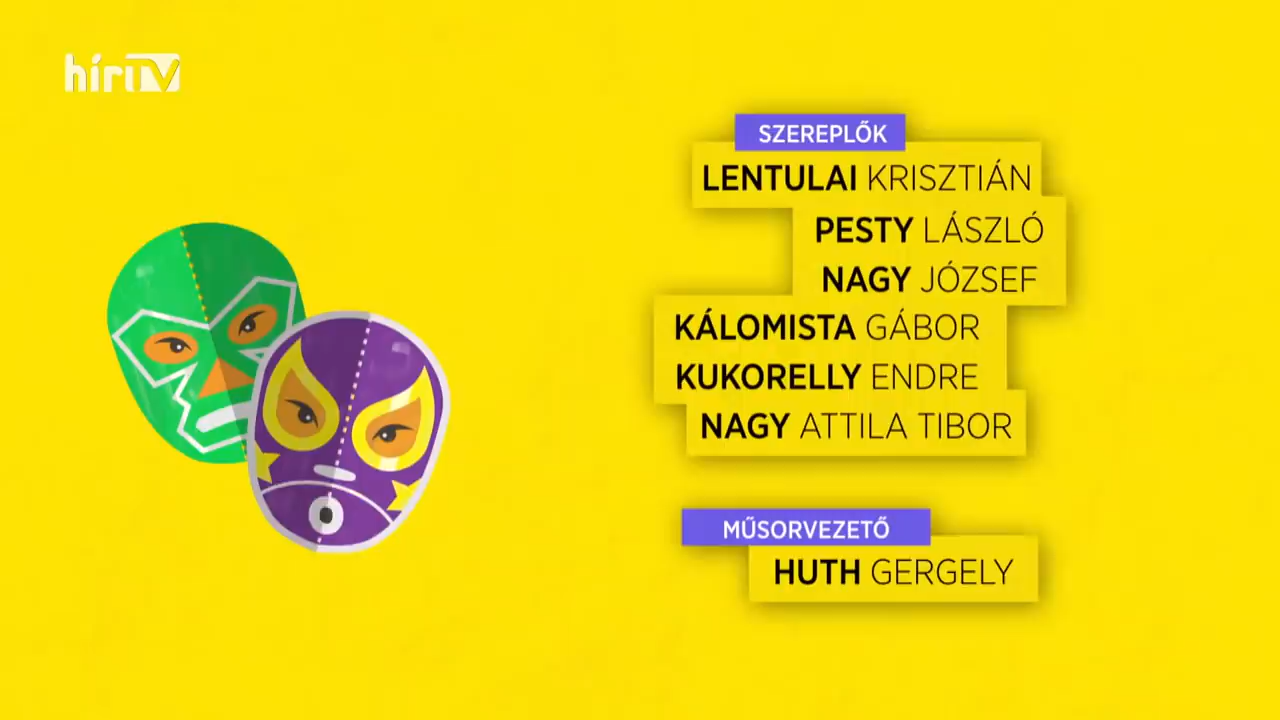 hírTV
SZEREPLŐK
LENTULAI KRISZTIÁN
PESTY LÁSZLÓ
NAGY JÓZSEF
KÁLOMISTA GÁBOR
KUKORELLY ENDRE
NAGY ATTILA TIBOR
MŰSORVEZETŐ
HUTH GERGELY